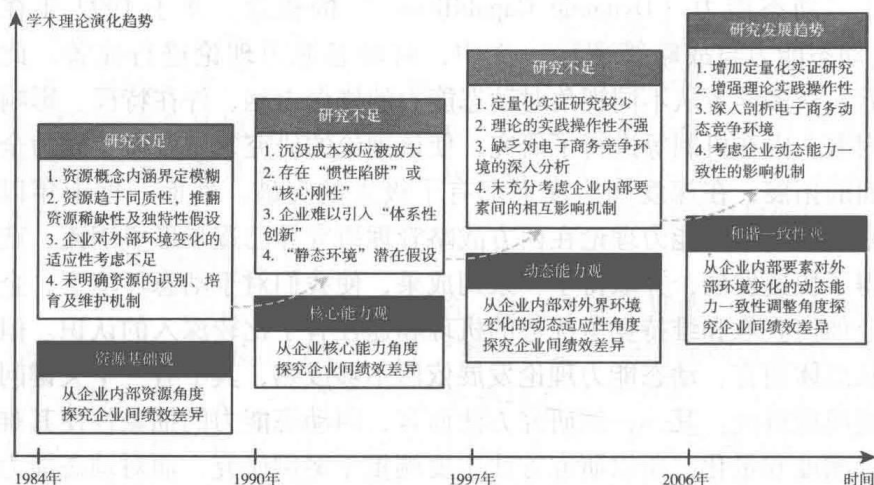 学术理论演化趋势
研究不足
1. 资源概念内涵界定模糊
2. 资源趋于同质性，推翻
资源稀缺性及独特性假设
3. 企业对外部环境变化的
适应性考虑不足
4. 未明确资源的识别、培
育及维护机制
资源基础观
从企业内部资源角度
探究企业间绩效差异
研究不足
1. 沉没成本效应被放大
2. 存在“惯性陷阱”或
“核心刚性”
3. 企业难以引入“体系性
创新”
4. “静态环境”潜在假设
核心能力观
从企业核心能力角度
探究企业间绩效差异
研究不足
1. 定量化实证研究较少
2. 理论的实践操作性不强
3. 缺乏对电子商务竞争环
境的深入分析
4. 未充分考虑企业内部要
素间的相互影响机制
动态能力观
从企业内部对外界环境
变化的动态适应性角度
探究企业间绩效差异
研究发展趋势
1. 增加定量化实证研究
2. 增强理论实践操作性
3. 深入剖析电子商务动
态竞争环境
4. 考虑企业动态能力一
致性的影响机制
和谐一致性观
从企业内部要素对外
部环境变化的动态能
力一致性调整角度探
究企业间绩效差异
1984年
1990年
1997年
2006年
时间